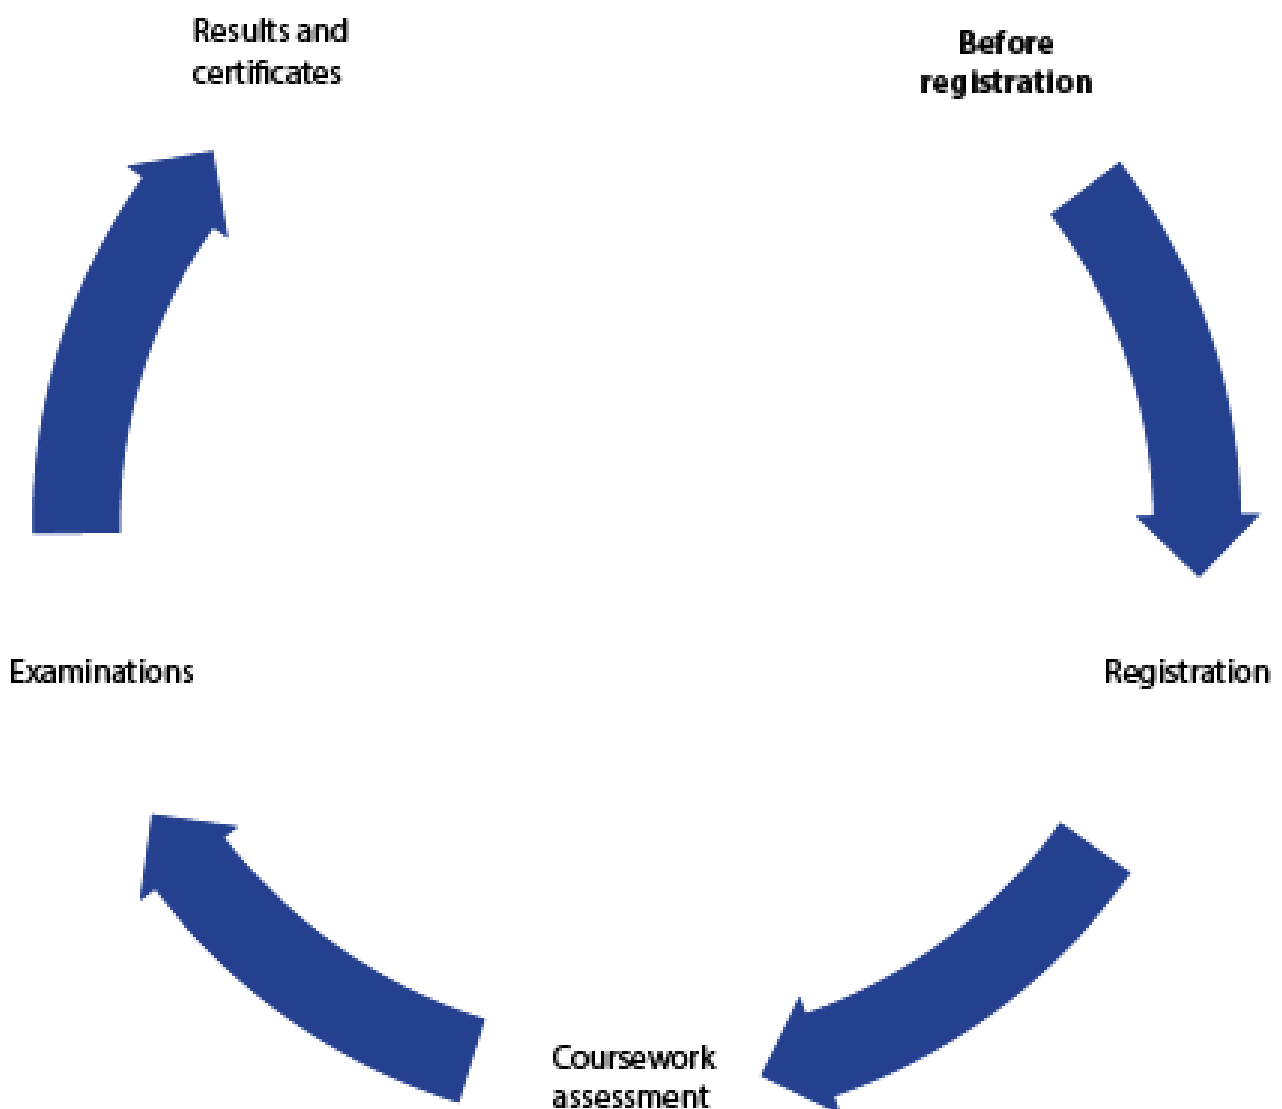 Results and
certificates
Before
registration
Examinations
Registration
Coursework
assessment